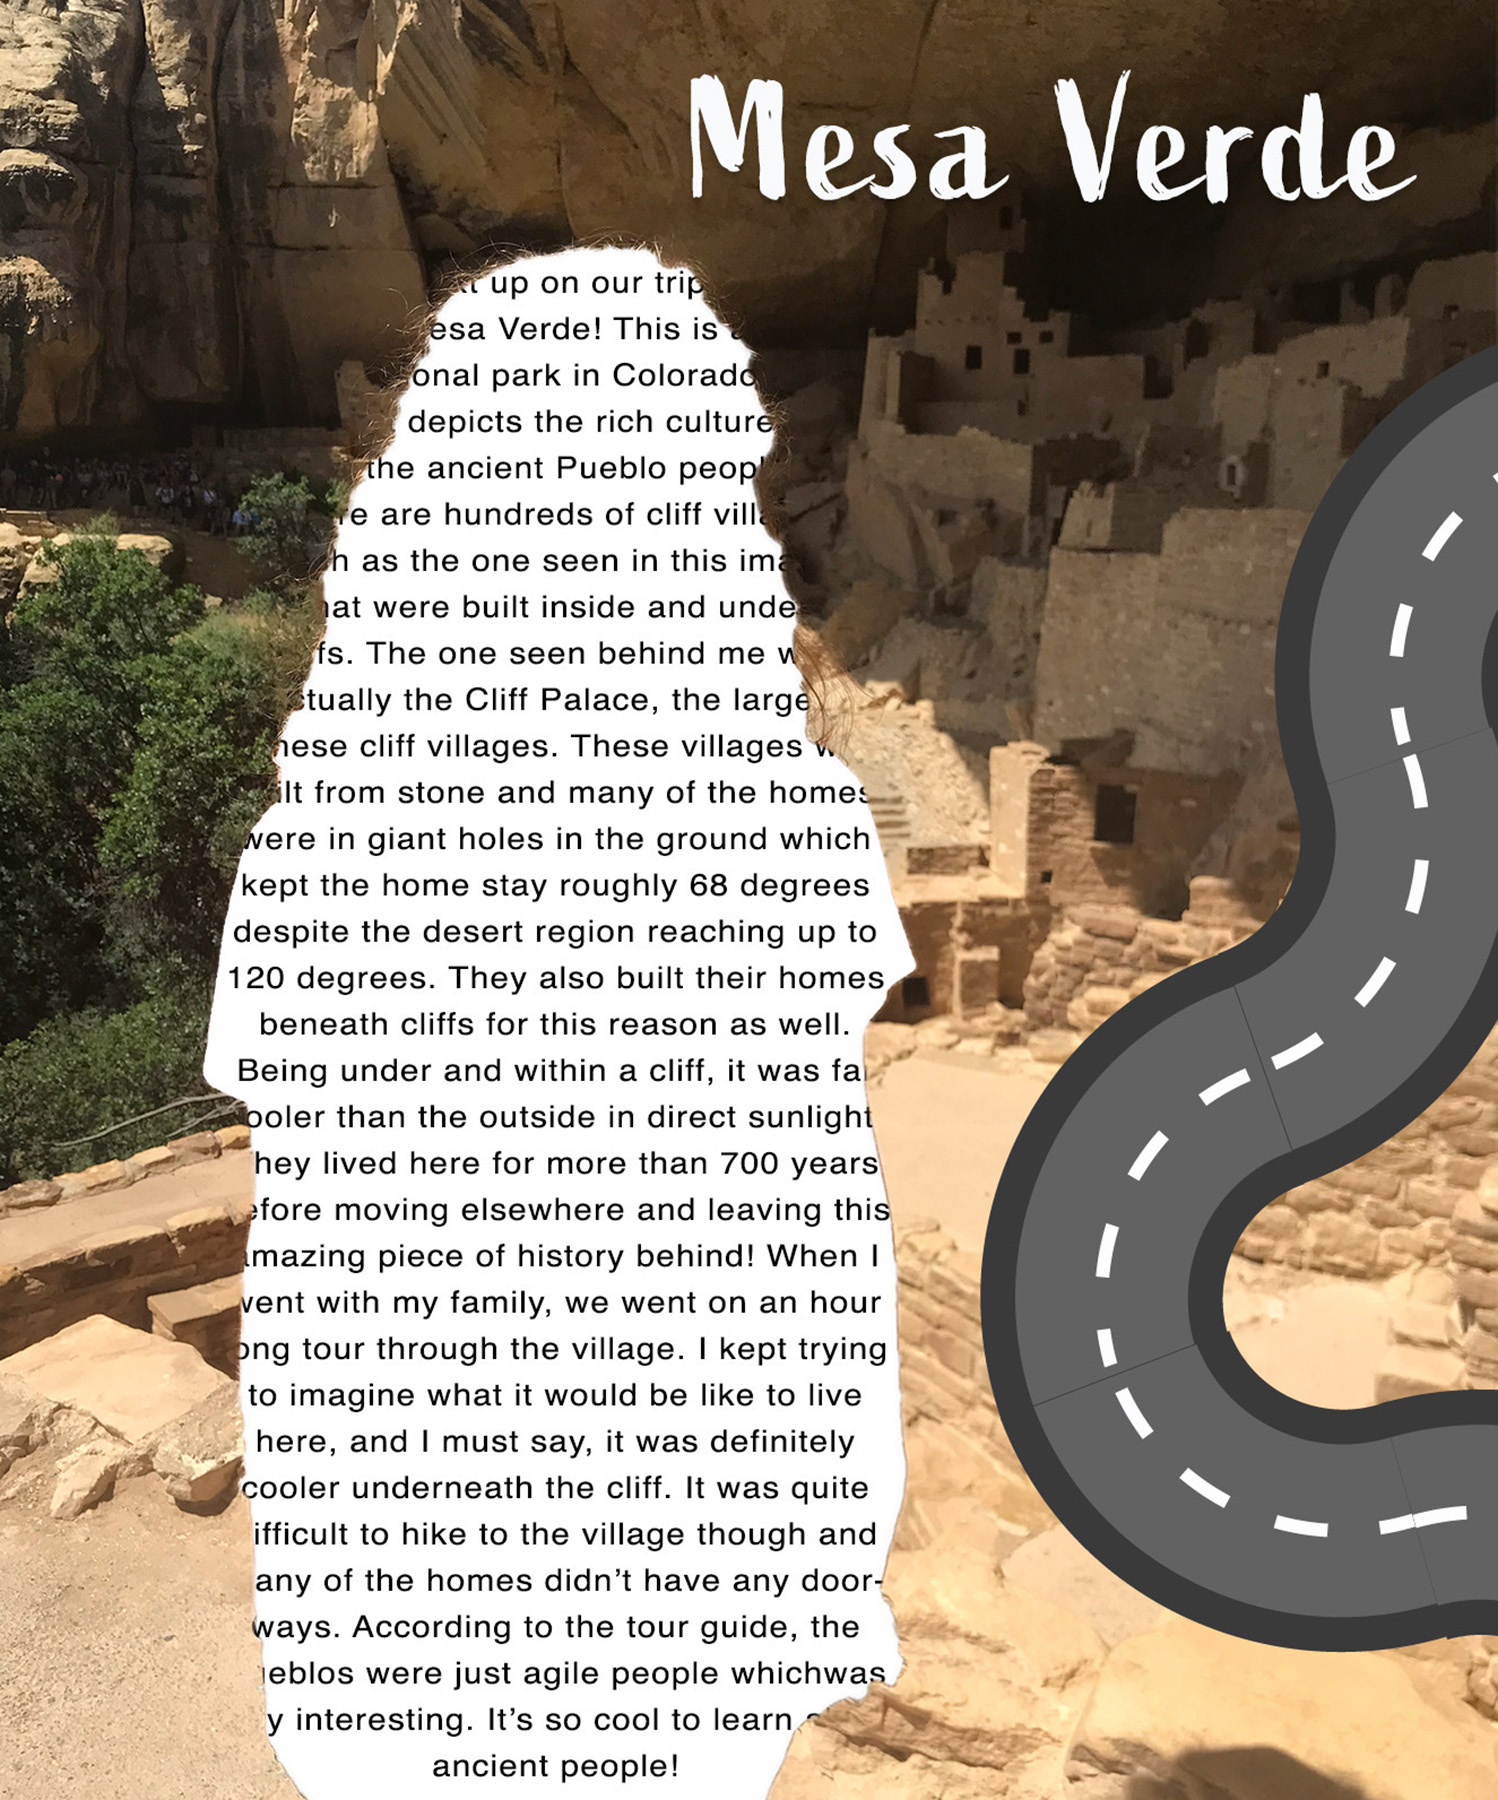 Mesa Verde
up on our trip
esa Verde! This is
onal park in Colorado
depicts the rich culture
the ancient Pueblo peop
re are hundreds of cliff villa
h as the one seen in this ima
hat were built inside and unde
fs. The one seen behind me w
ctually the Cliff Palace, the large
hese cliff villages. These villages w
ilt from stone and many of the homes
were in giant holes in the ground which
kept the home stay roughly 68 degrees
despite the desert region reaching up to
120 degrees. They also built their homes
beneath cliffs for this reason as well.
Being under and within a cliff, it was far
ooler than the outside in direct sunlight
hey lived here for more than 700 years
efore moving elsewhere and leaving this
amazing piece of history behind! When I
went with my family, we went on an hour
ong tour through the village. I kept trying
to imagine what it would be like to live
here, and I must say, it was definitely
cooler underneath the cliff. It was quite
ifficult to hike to the village though and
any of the homes didn't have any door-
ways. According to the tour guide, the
eblos were just agile people whichwas
y interesting. It's so cool to learn
ancient people!